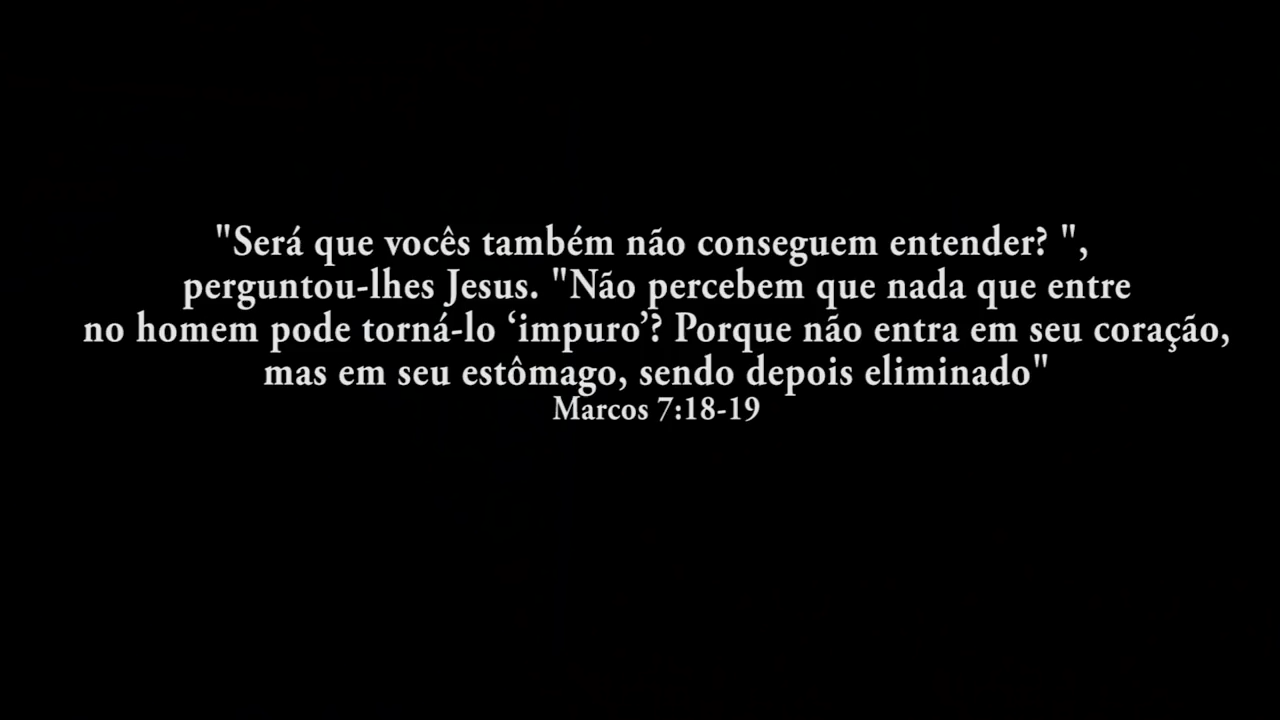 "Será que vocês também não conseguem entender? ",
perguntou-lhes Jesus. "Não percebem que nada que entre
no homem pode torná-lo ‘impuro’? Porque não entra em seu coração,
mas em seu estômago, sendo depois eliminado"
Marcos 7:18-19